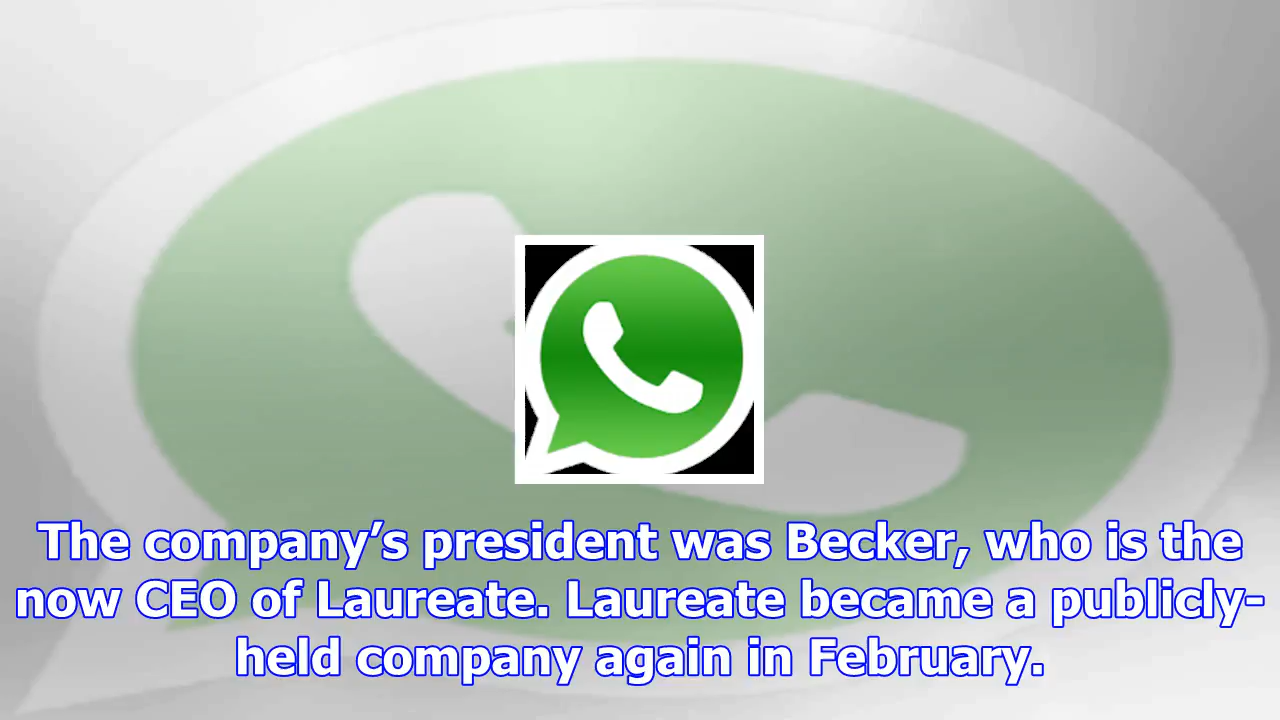 The company’s president was Becker, who is the
now CEO of Laureate. Laureate became a publicly-
held company again in February.